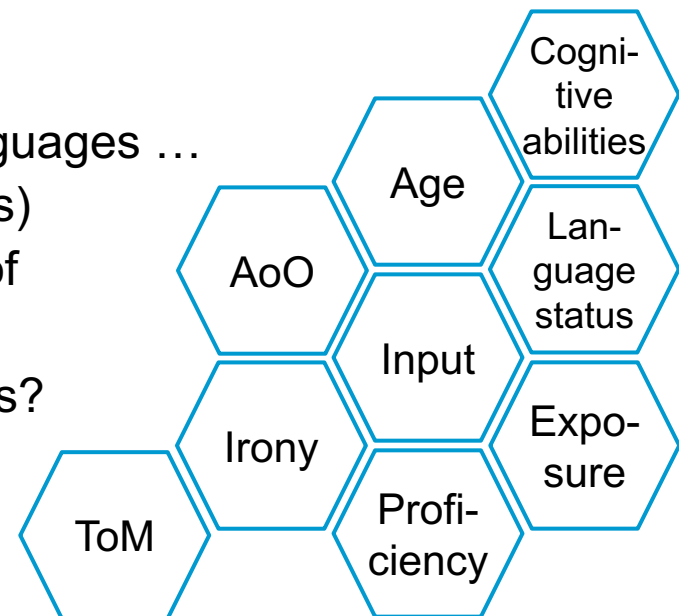 guages …
s)
of
s?
Cogni-
tive
abilities
Age
Lan-
guage
status
AoO
Input
Expo-
sure
Irony
Profi-
ciency
ToM